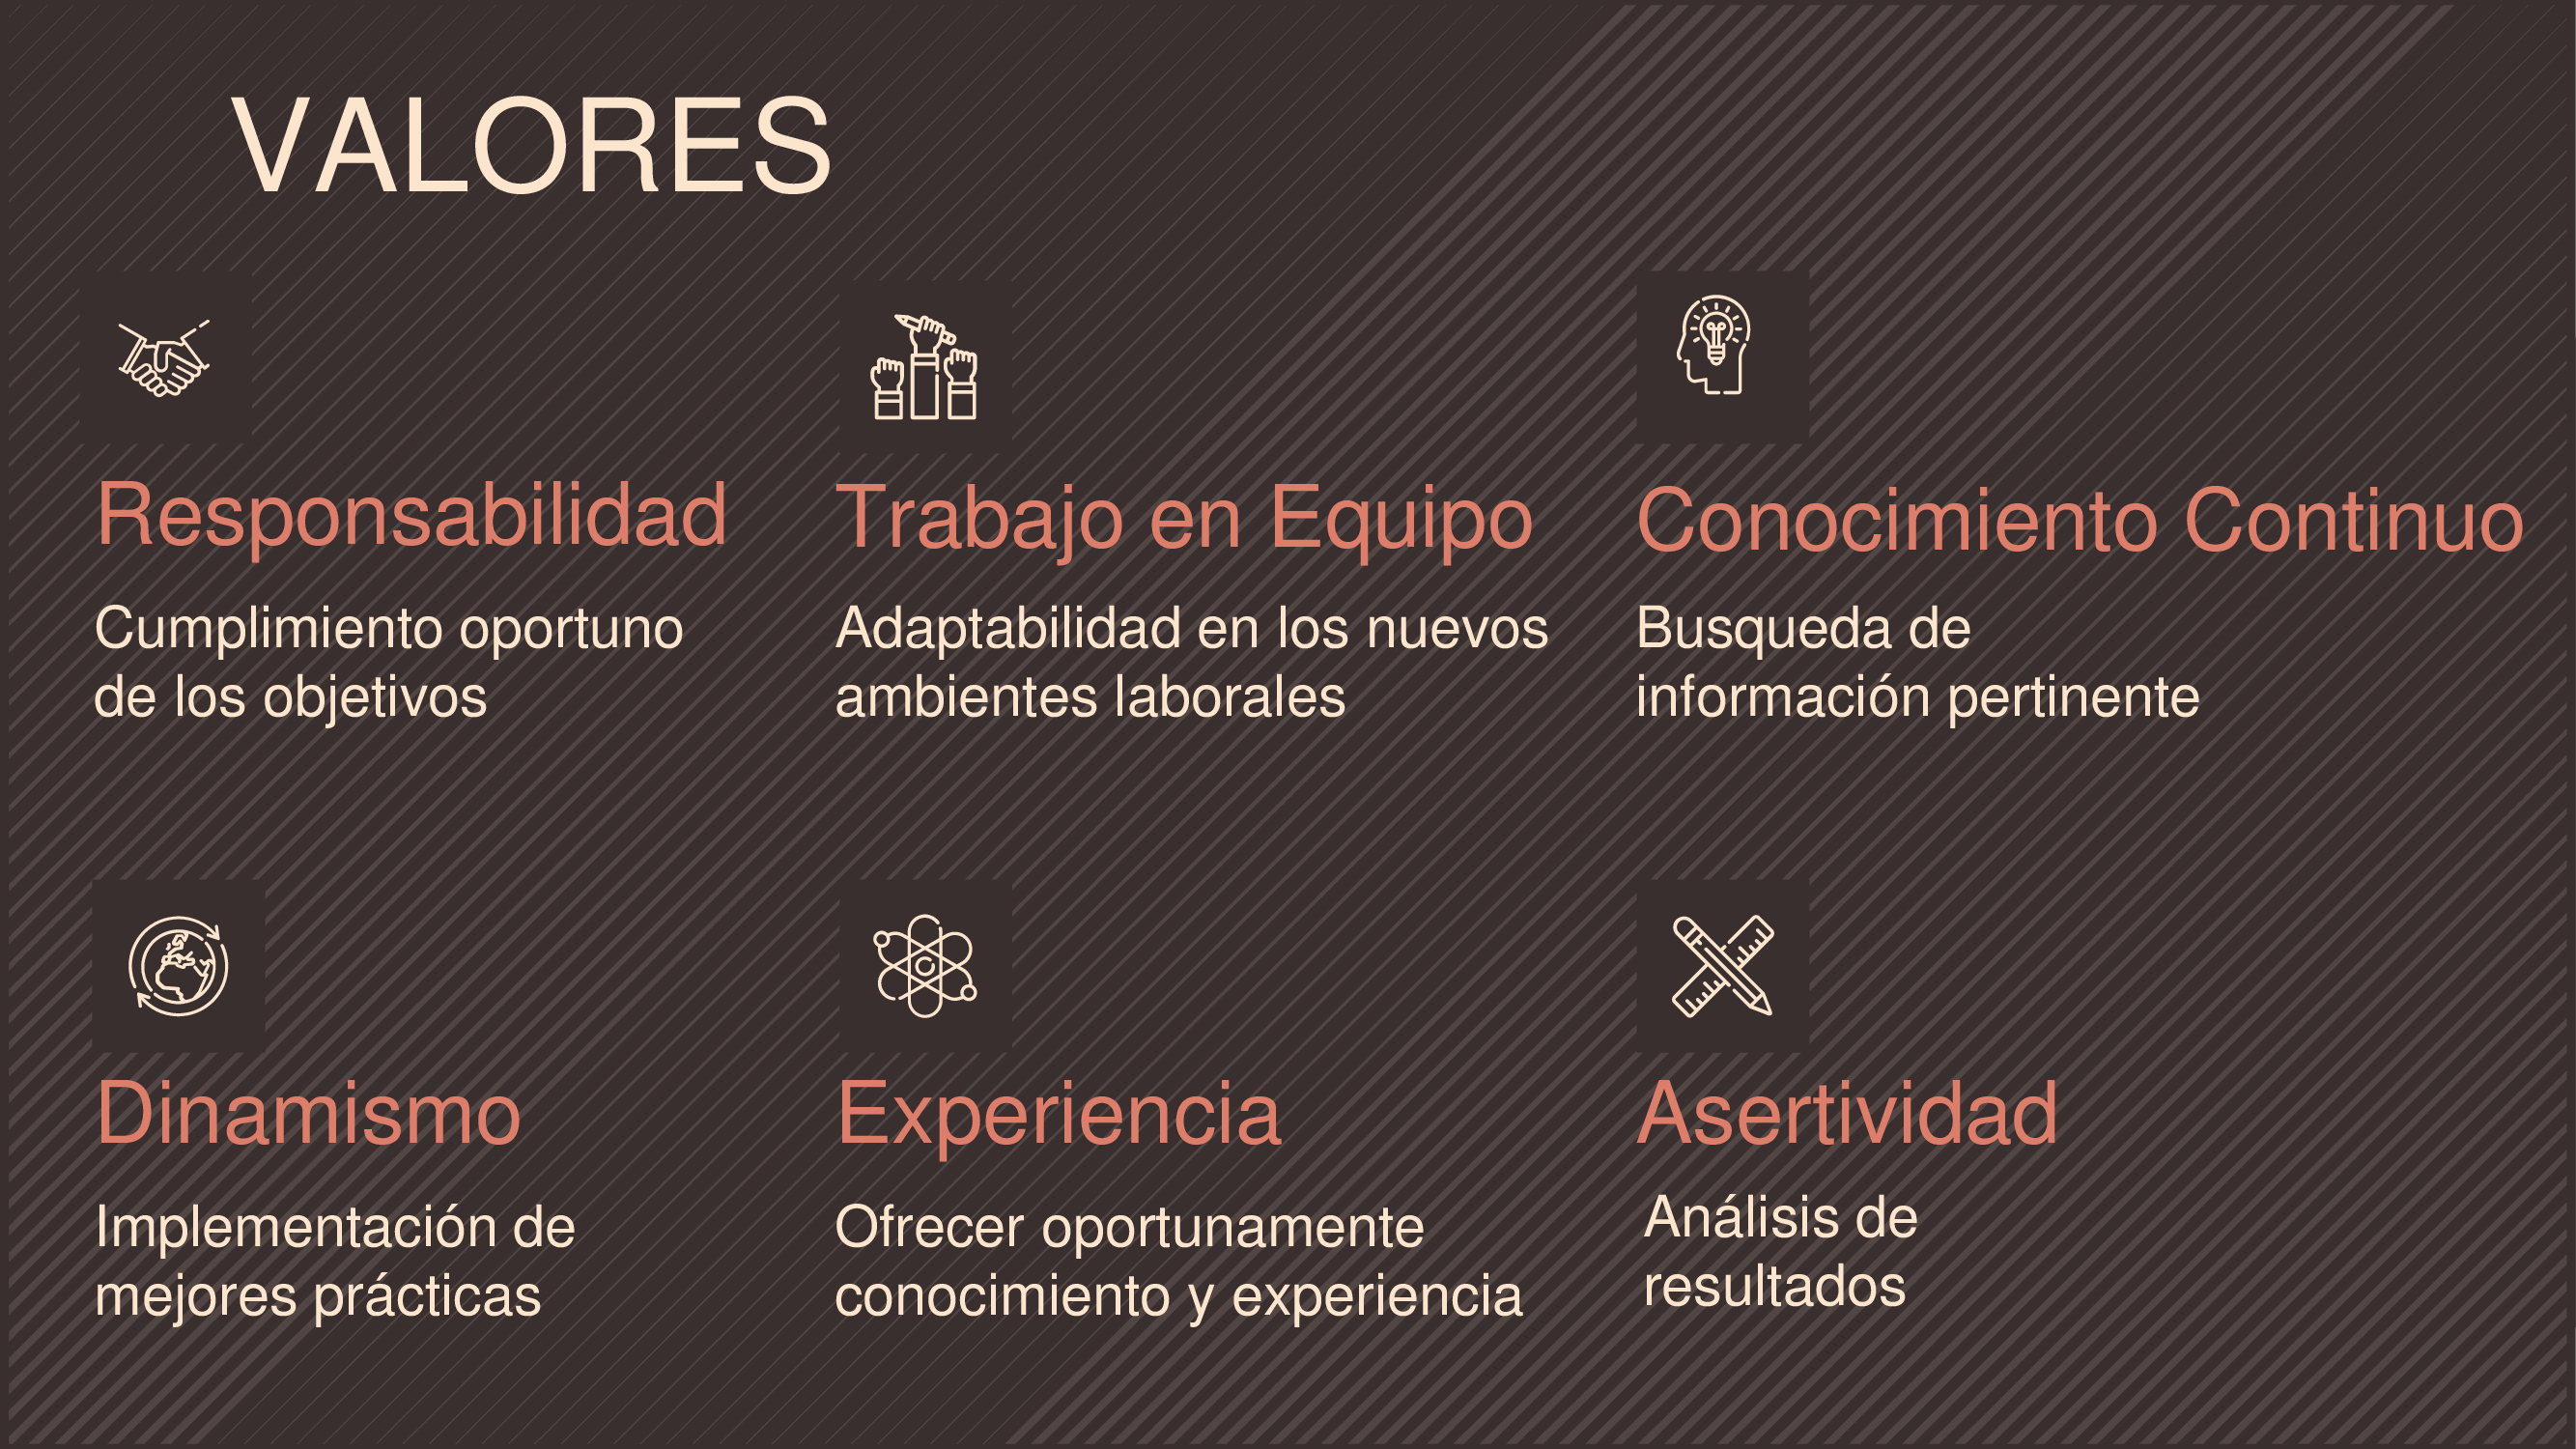 VALORES
Responsabilidad
Cumplimiento oportuno
de los objetivos
Trabajo en Equipo
Adaptabilidad en los nuevos
ambientes laborales
Conocimiento Continuo
Busqueda de
información pertinente
Dinamismo
Implementación de
mejores prácticas
Experiencia
Ofrecer oportunamente
conocimiento y experiencia
Asertividad
Análisis de
resultados